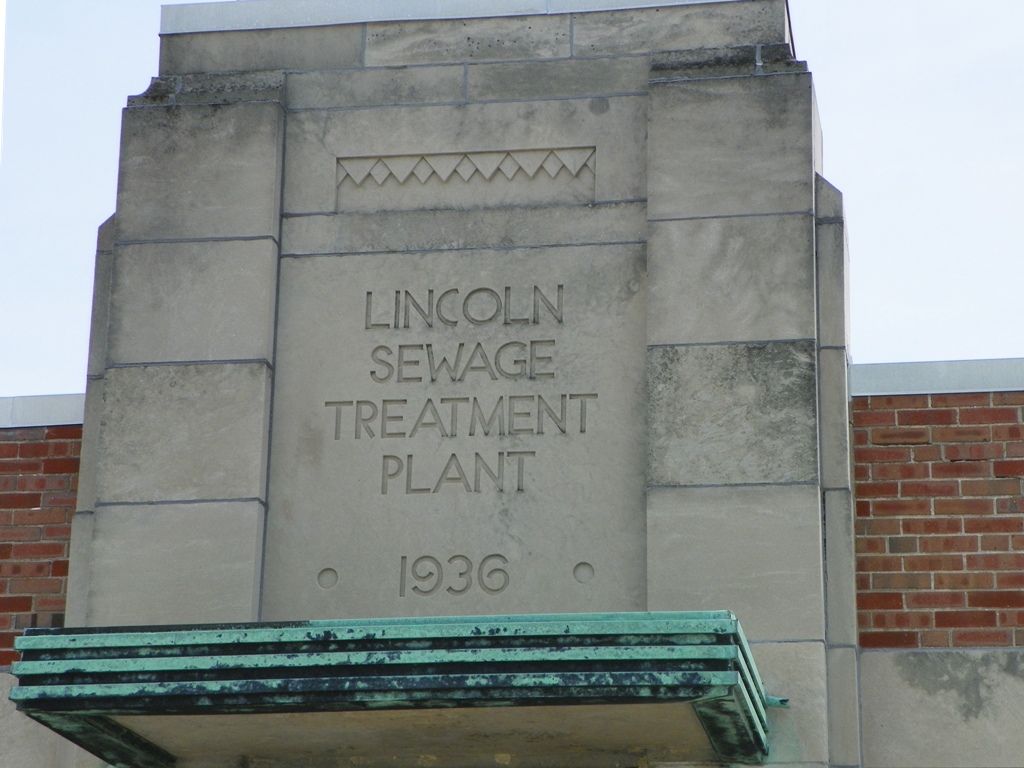 LINCOLN
SEWAGE
TREATMENT
PLANT
1936